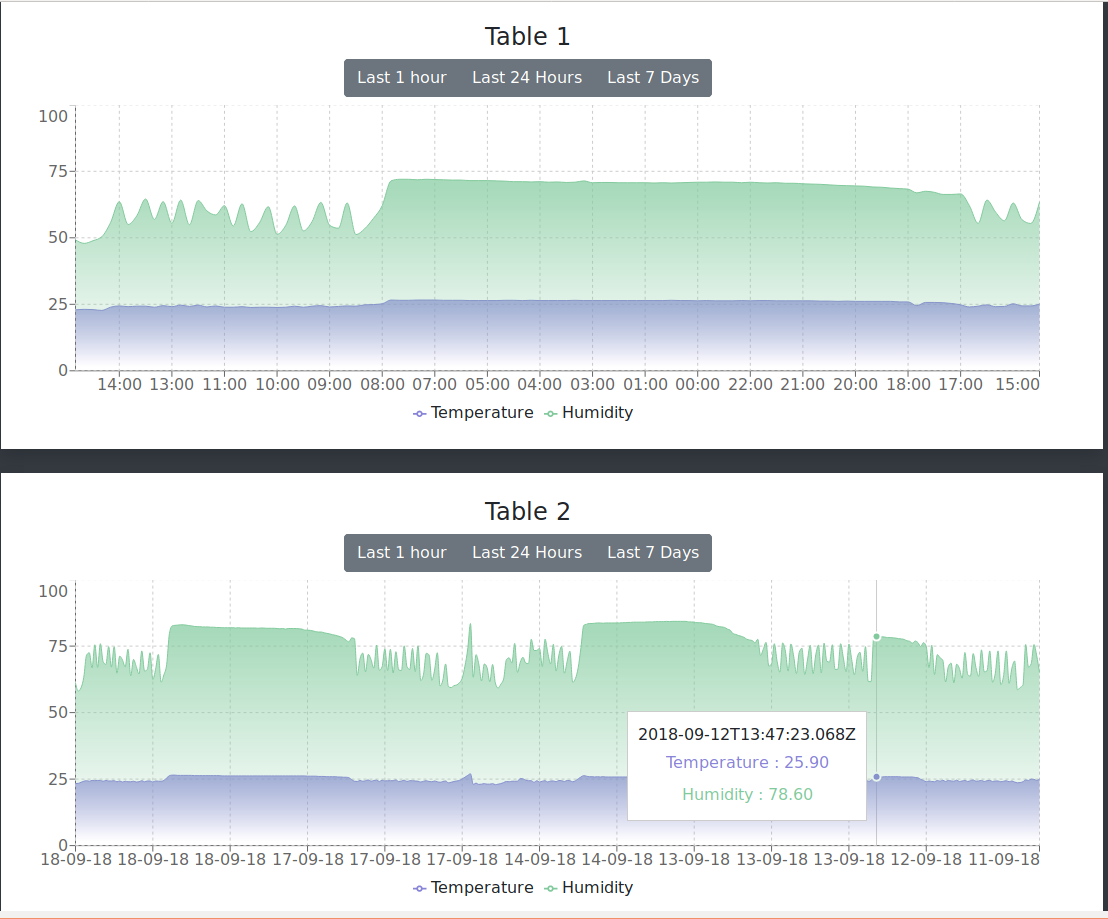 Table 1
Last 1 hour Last 24 Hours Last 7 Days
100
75
50
25
0
14:00 13:00 11:00 10:00 09:00 08:00 07:00 05:00 04:00 03:00 01:00 00:00 22:00 21:00 20:00 18:00 17:00 15:00
Temperature Humidity
Table 2
Last 1 hour Last 24 Hours Last 7 Days
100
75
50
2018-09-12T13:47:23.068Z
Temperature : 25.90
25
Humidity : 78.60
0
18-09-18 18-09-18 18-09-18 17-09-18 17-09-18 17-09-18 14-09-18 14-09-18 13-09-18 13-09-18 13-09-18 12-09-18 11-09-18
Temperature Humidity